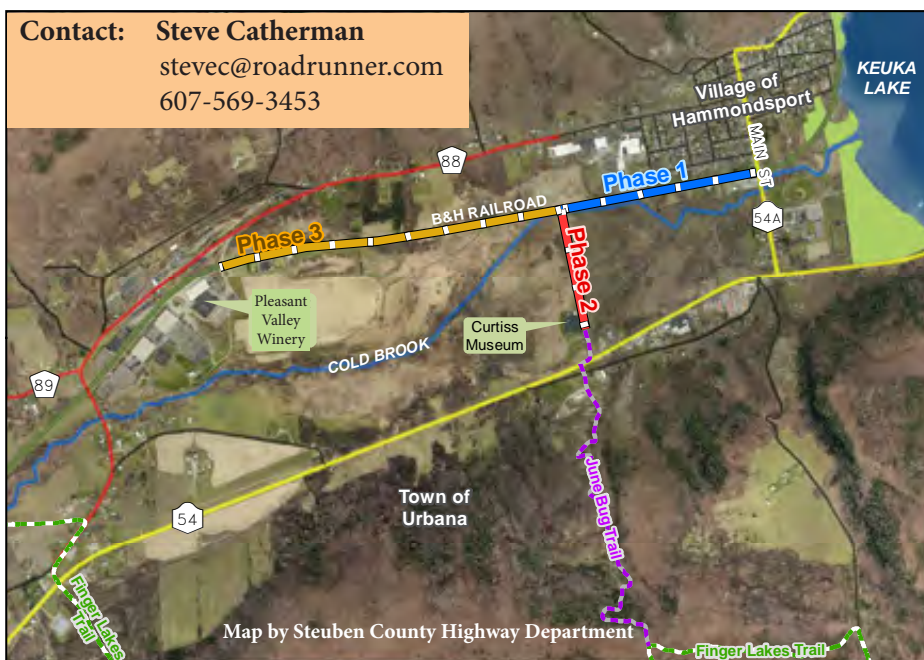 Contact: Steve Catherman
stevec@roadrunner.com
607-569-3453
KEUKA
LAKE
Village of
Hammondsport
MAIN ST
88
Phase 1
B&H RAILROAD
54A
Phase 3
Phase 2
Pleasant
Valley
Winery
Curtiss
Museum
COLD BROOK
89
June Bug Trail
Town of
Urbana
54
Finger Lakes
Trail
Map by Steuben County Highway Department
Finger Lakes Trail